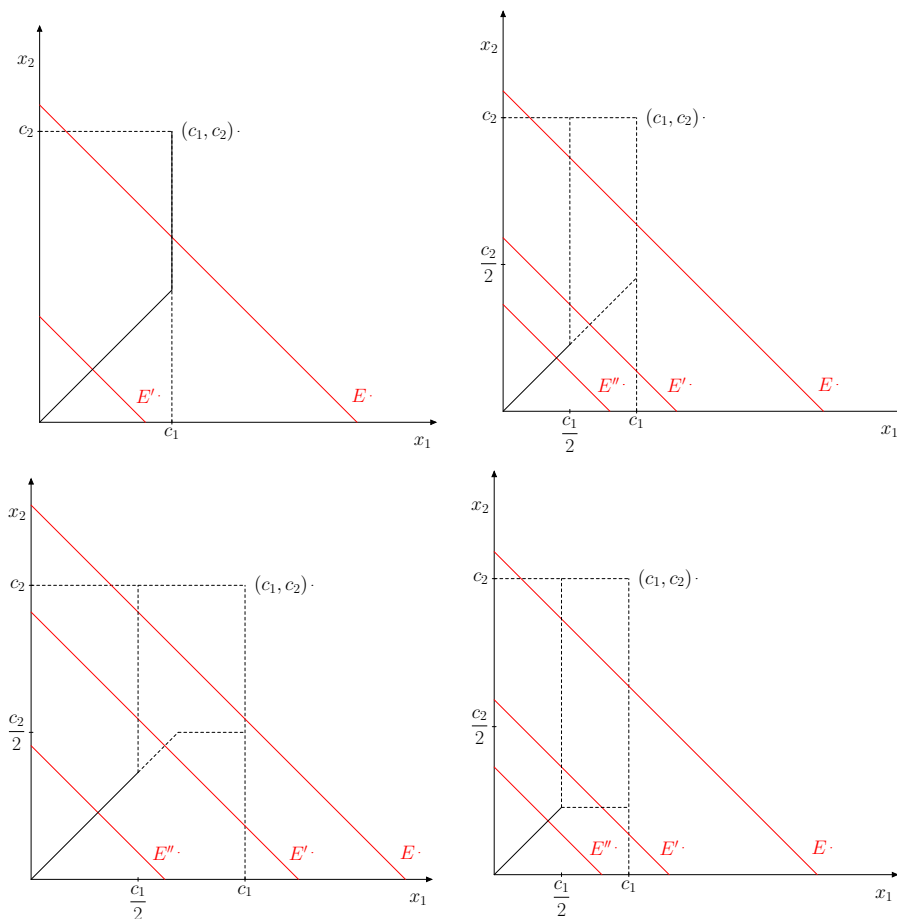 x₂
c₂
(c₁, c₂)
E′
E
c₁
x₁
x₂
c₂
(c₁, c₂)
c₂/2
E″
E′
E
c₁/2
c₁
x₁
x₂
c₂
(c₁, c₂)
c₂/2
E″
E′
E
c₁/2
c₁
x₁
x₂
c₂
(c₁, c₂)
c₂/2
E″
E′
E
c₁/2
c₁
x₁